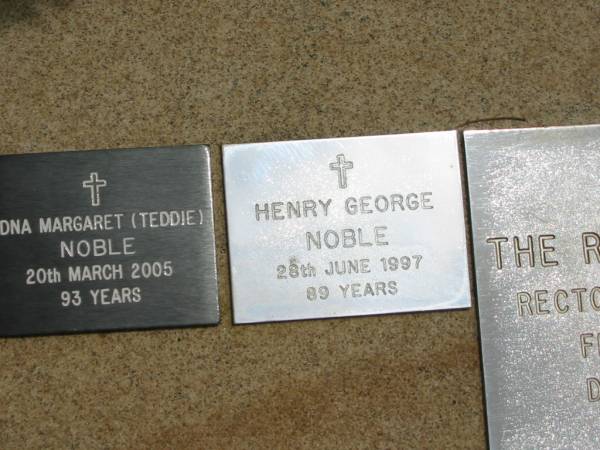 DNA MARGARET (TEDDIE)
NOBLE
20th MARCH 2005
93 YEARS
HENRY GEORGE
NOBLE
28th JUNE 1997
89 YEARS
THE R
RECTO
F
D